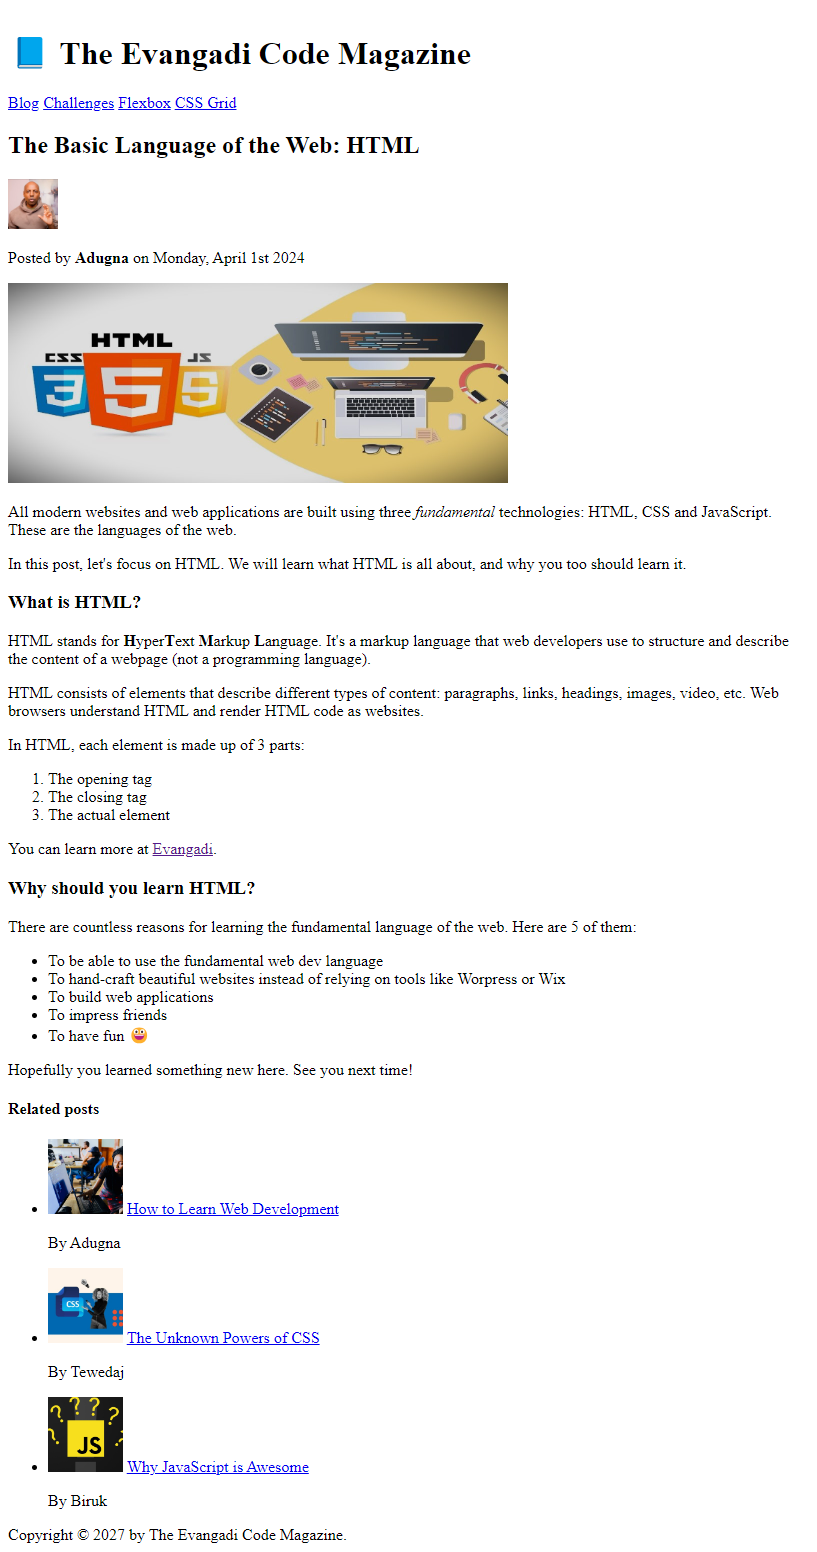 📘 The Evangadi Code Magazine
Blog Challenges Flexbox CSS Grid
The Basic Language of the Web: HTML
Posted by Adugna on Monday, April 1st 2024
HTML
CSS
JS
All modern websites and web applications are built using three fundamental technologies: HTML, CSS and JavaScript.
These are the languages of the web.
In this post, let's focus on HTML. We will learn what HTML is all about, and why you too should learn it.
What is HTML?
HTML stands for HyperText Markup Language. It's a markup language that web developers use to structure and describe
the content of a webpage (not a programming language).
HTML consists of elements that describe different types of content: paragraphs, links, headings, images, video, etc. Web
browsers understand HTML and render HTML code as websites.
In HTML, each element is made up of 3 parts:
1. The opening tag
2. The closing tag
3. The actual element
You can learn more at Evangadi.
Why should you learn HTML?
There are countless reasons for learning the fundamental language of the web. Here are 5 of them:
• To be able to use the fundamental web dev language
• To hand-craft beautiful websites instead of relying on tools like Worpress or Wix
• To build web applications
• To impress friends
• To have fun 😀
Hopefully you learned something new here. See you next time!
Related posts
• How to Learn Web Development
By Adugna
CSS
• The Unknown Powers of CSS
By Tewedaj
? ? ? ?
JS
• Why JavaScript is Awesome
By Biruk
Copyright © 2027 by The Evangadi Code Magazine.